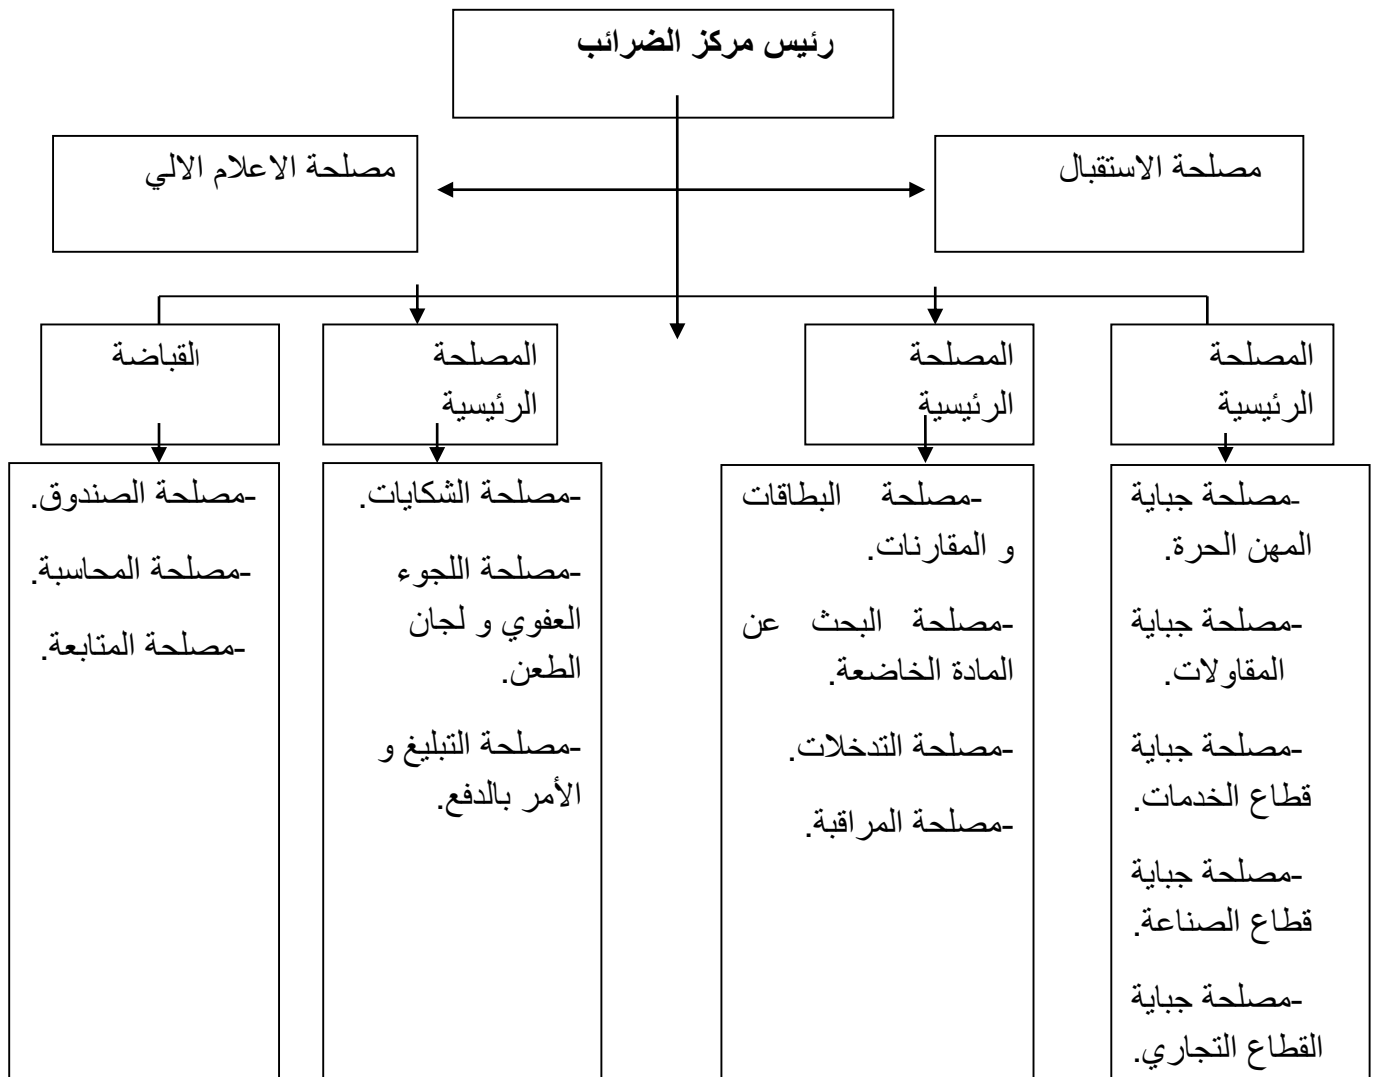 رئيس مركز الضرائب
مصلحة الاستقبال
مصلحة الاعلام الالي
المصلحة
الرئيسية
المصلحة
الرئيسية
المصلحة
الرئيسية
القباضة
-مصلحة جباية
المهن الحرة.
-مصلحة جباية
المقاولات.
-مصلحة جباية
قطاع الخدمات.
-مصلحة جباية
قطاع الصناعة.
-مصلحة جباية
القطاع التجاري.
-مصلحة البطاقات
و المقارنات.
-مصلحة البحث عن
المادة الخاضعة.
-مصلحة التدخلات.
-مصلحة المراقبة.
-مصلحة الشكايات.
-مصلحة اللجوء
العفوي و لجان
الطعن.
-مصلحة التبليغ و
الأمر بالدفع.
-مصلحة الصندوق.
-مصلحة المحاسبة.
-مصلحة المتابعة.